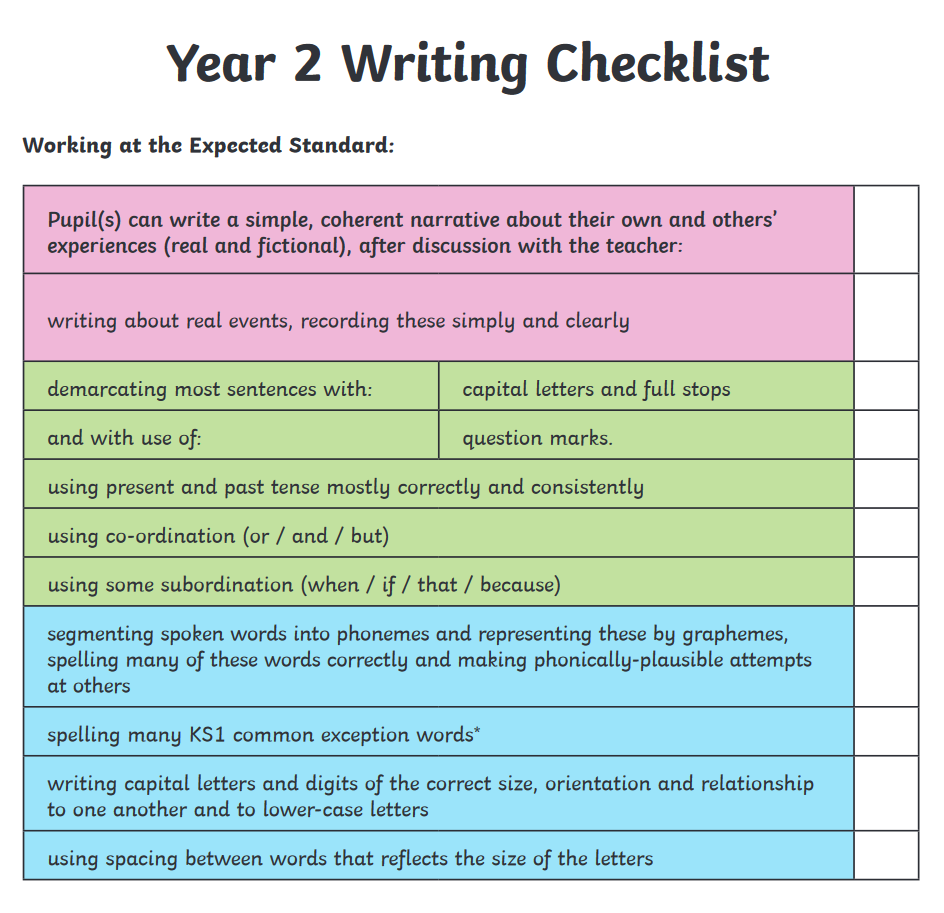 Year 2 Writing Checklist
Working at the Expected Standard:
Pupil(s) can write a simple, coherent narrative about their own and others’
experiences (real and fictional), after discussion with the teacher:
writing about real events, recording these simply and clearly
demarcating most sentences with: capital letters and full stops
and with use of: question marks.
using present and past tense mostly correctly and consistently
using co-ordination (or / and / but)
using some subordination (when / if / that / because)
segmenting spoken words into phonemes and representing these by graphemes,
spelling many of these words correctly and making phonically-plausible attempts
at others
spelling many KS1 common exception words*
writing capital letters and digits of the correct size, orientation and relationship
to one another and to lower-case letters
using spacing between words that reflects the size of the letters